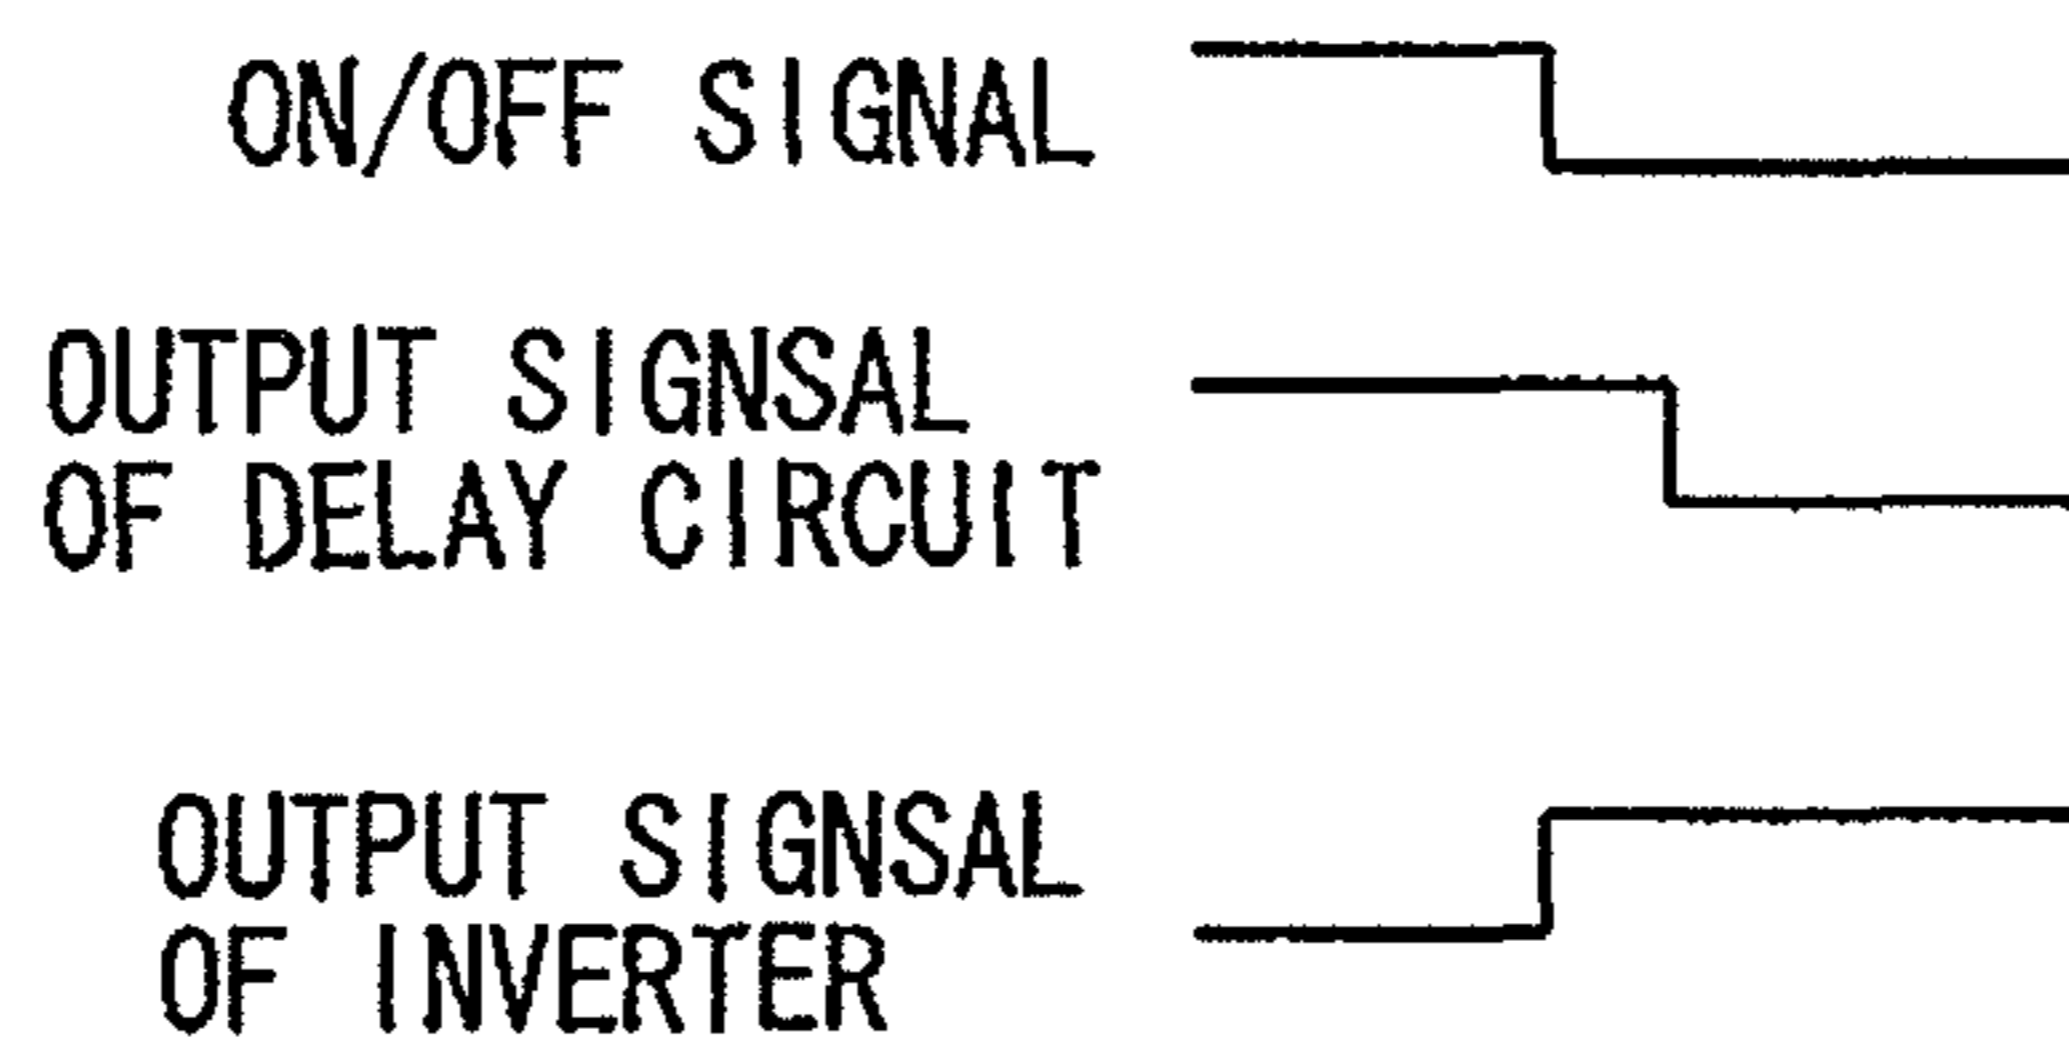 ON/OFF SIGNAL
OUTPUT SIGNSAL
OF DELAY CIRCUIT
OUTPUT SIGNSAL
OF INVERTER